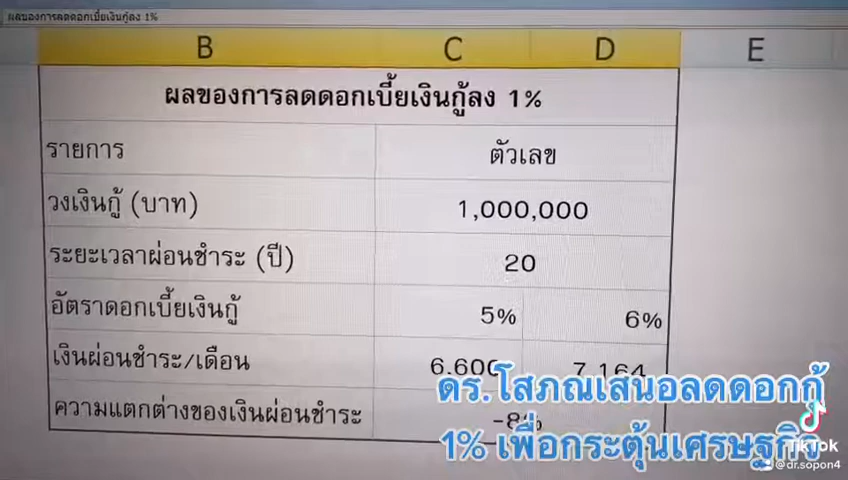 ผลของการลดดอกเบี้ยเงินกู้ลง 1%
B C D E
ผลของการลดดอกเบี้ยเงินกู้ลง 1%
รายการ ตัวเลข
วงเงินกู้ (บาท) 1,000,000
ระยะเวลาผ่อนชำระ (ปี) 20
อัตราดอกเบี้ยเงินกู้ 5% 6%
เงินผ่อนชำระ/เดือน 6,600 7,164
ความแตกต่างของเงินผ่อนชำระ -8%
ดร.โสภณเสนอลดดอกกู้
1% เพื่อกระตุ้นเศรษฐกิจ
TikTok
@dr.sopon4